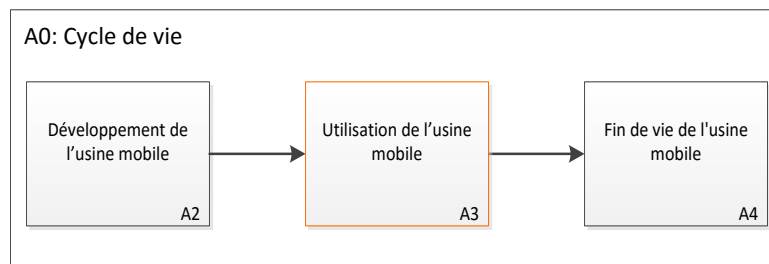 A0: Cycle de vie
Développement de
l’usine mobile
A2
Utilisation de l’usine
mobile
A3
Fin de vie de l'usine
mobile
A4